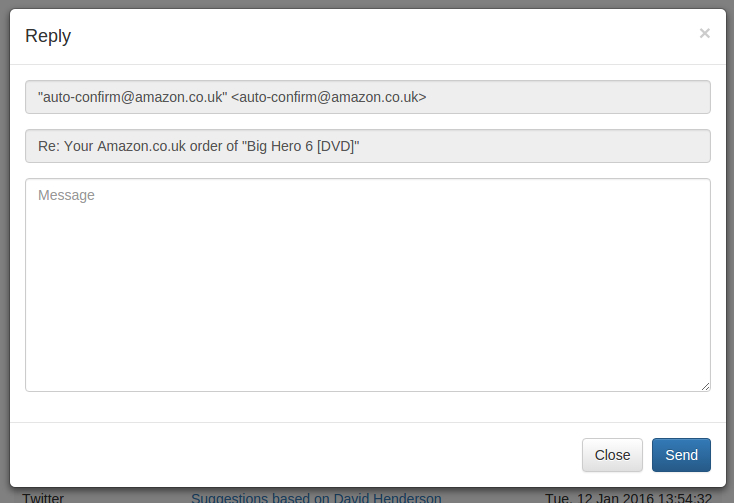 Reply ×
"auto-confirm@amazon.co.uk" <auto-confirm@amazon.co.uk>
Re: Your Amazon.co.uk order of "Big Hero 6 [DVD]"
Message
Close Send
Twitter Suggestions based on David Henderson Tue, 12 Jan 2016 13:54:32